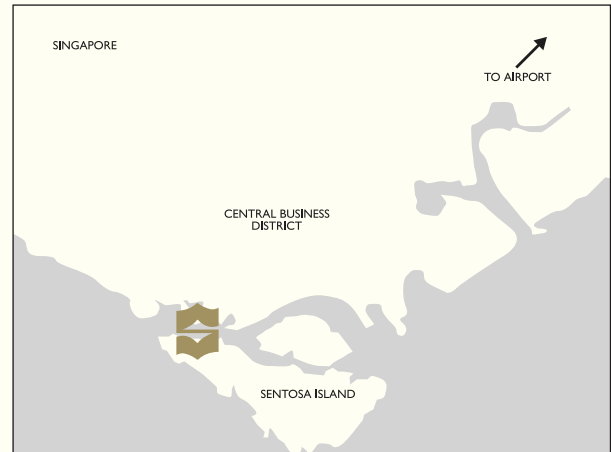 SINGAPORE
TO AIRPORT
CENTRAL BUSINESS
DISTRICT
SENTOSA ISLAND